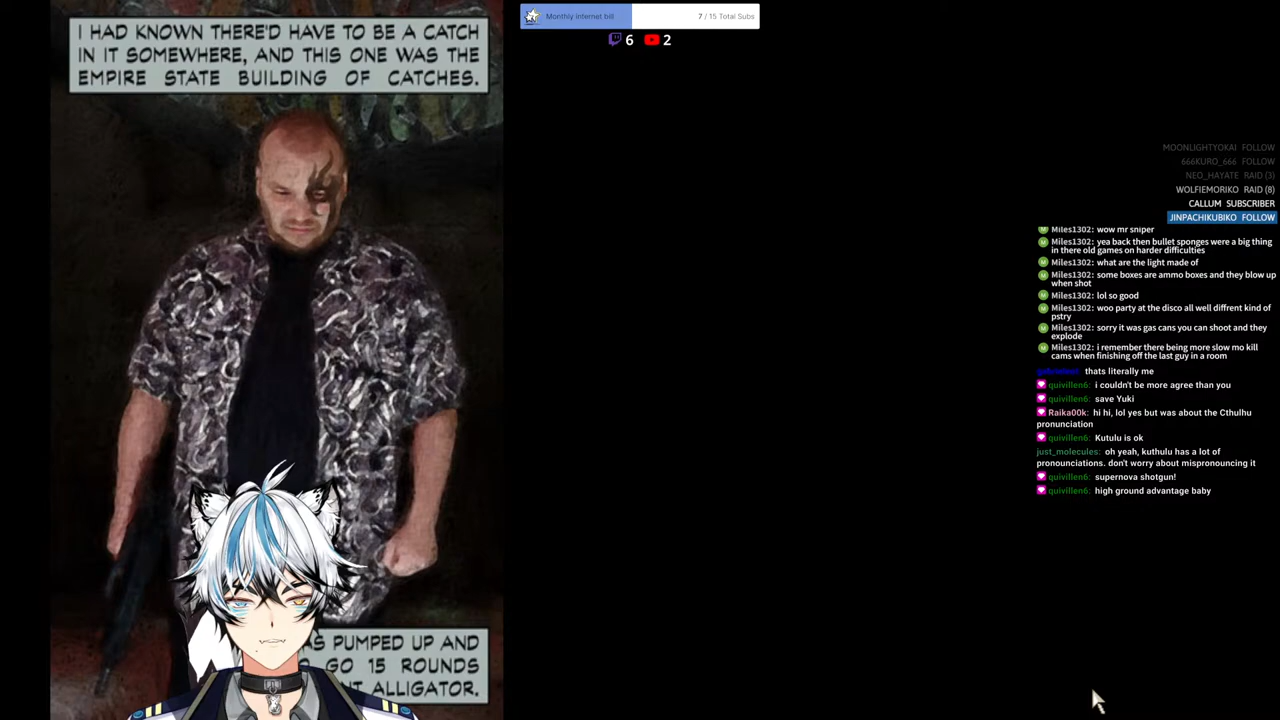 I HAD KNOWN THERE'D HAVE TO BE A CATCH
IN IT SOMEWHERE, AND THIS ONE WAS THE
EMPIRE STATE BUILDING OF CATCHES.
PUMPED UP AND
GO 15 ROUNDS
ALLIGATOR.
Monthly internet bill
7 / 15 Total Subs
6
2
MOONLIGHTYOKAI FOLLOW
666KURO_666 FOLLOW
NEO_HAYATE RAID (3)
WOLFIEMORIKO RAID (8)
CALLUM SUBSCRIBER
JINPACHIKUBIKO FOLLOW
Miles1302: wow mr sniper
Miles1302: yea back then bullet sponges were a big thing
in there old games on harder difficulties
Miles1302: what are the light made of
Miles1302: some boxes are ammo boxes and they blow up
when shot
Miles1302: lol so good
Miles1302: woo party at the disco all well diffrent kind of
pstry
Miles1302: sorry it was gas cans you can shoot and they
explode
Miles1302: i remember there being more slow mo kill
cams when finishing off the last guy in a room
thats literally me
quivillen6: i couldn't be more agree than you
quivillen6: save Yuki
Raika00k: hi hi, lol yes but was about the Cthulhu
pronunciation
quivillen6: Kutulu is ok
just_molecules: oh yeah, kuthulu has a lot of
pronounciations. don't worry about mispronouncing it
quivillen6: supernova shotgun!
quivillen6: high ground advantage baby